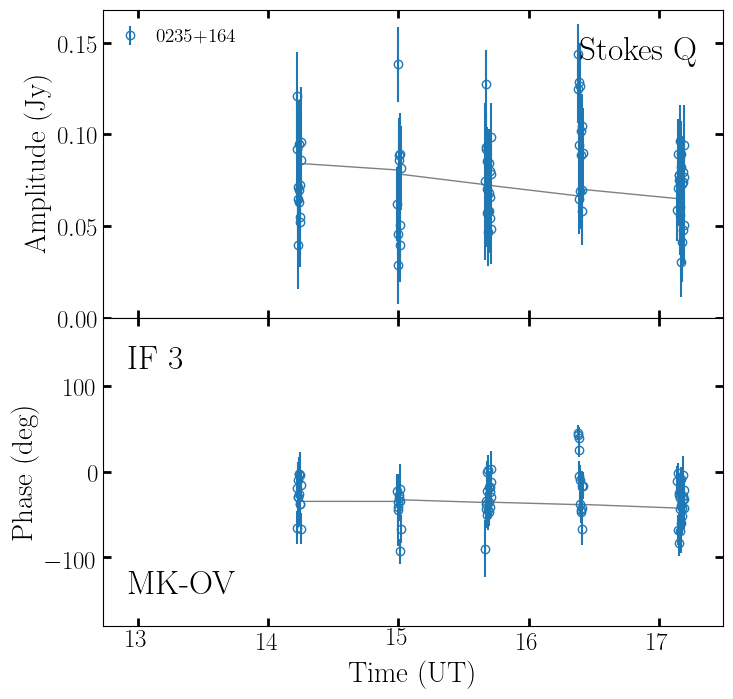 0235+164
Stokes Q
Amplitude (Jy)
0.15
0.10
0.05
0.00
IF 3
Phase (deg)
100
0
−100
MK-OV
13 14 15 16 17
Time (UT)